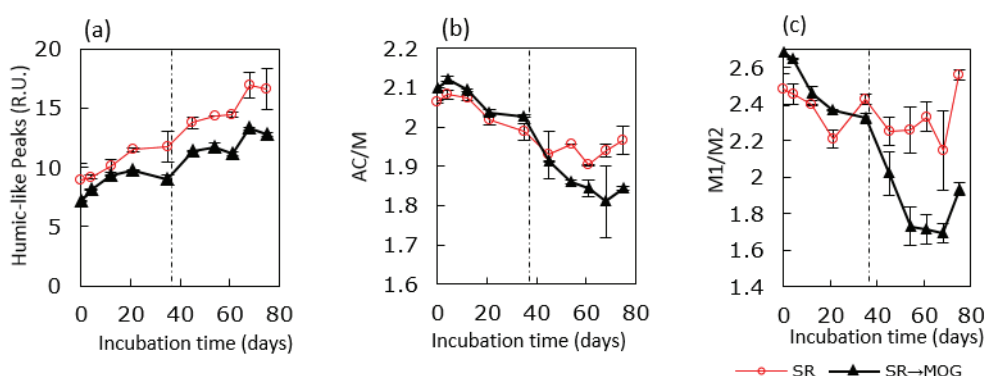 (a)
Humic-like Peaks (R.U.)
20
15
10
5
0
0 20 40 60 80
Incubation time (days)
(b)
AC/M
2.2
2.1
2
1.9
1.8
1.7
1.6
0 20 40 60 80
Incubation time (days)
(c)
M1/M2
2.6
2.4
2.2
2
1.8
1.6
1.4
0 20 40 60 80
Incubation time (days)
SR SR→MOG